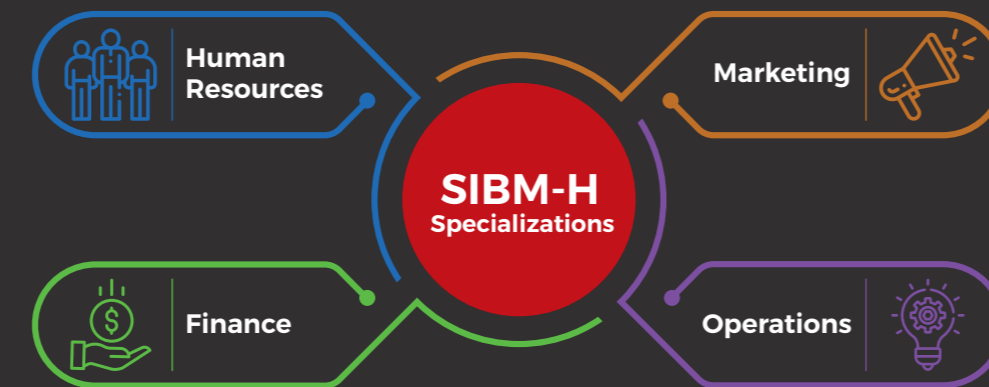 Human
Resources
Marketing
SIBM-H
Specializations
Finance
Operations